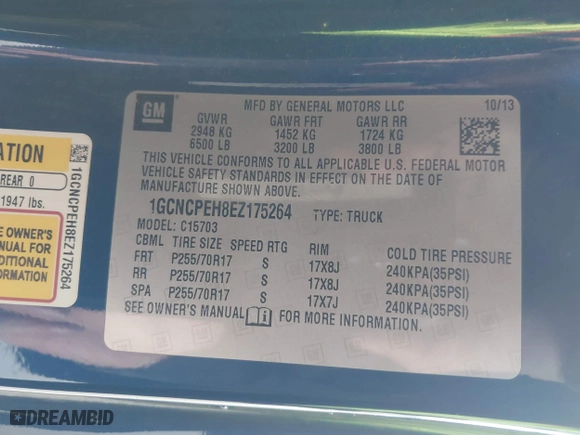 GM
MFD BY GENERAL MOTORS LLC
10/13
GVWR GAWR FRT GAWR RR
2948 KG 1452 KG 1724 KG
6500 LB 3200 LB 3800 LB
THIS VEHICLE CONFORMS TO ALL APPLICABLE U.S. FEDERAL MOTOR
VEHICLE SAFETY STANDARDS IN EFFECT ON THE DATE OF
MANUFACTURE SHOWN ABOVE.
1GCNCPEH8EZ175264 TYPE: TRUCK
MODEL: C15703
CBML TIRE SIZE SPEED RTG RIM COLD TIRE PRESSURE
FRT P255/70R17 S 17X8J 240KPA(35PSI)
RR P255/70R17 S 17X8J 240KPA(35PSI)
SPA P255/70R17 S 17X7J 240KPA(35PSI)
SEE OWNER'S MANUAL FOR MORE INFORMATION.
ATION
REAR 0
1947 lbs.
OWNER'S
MANUAL FOR
DITIONAL
ORMATION
1GCNCPEH8EZ175264
DREAMBID